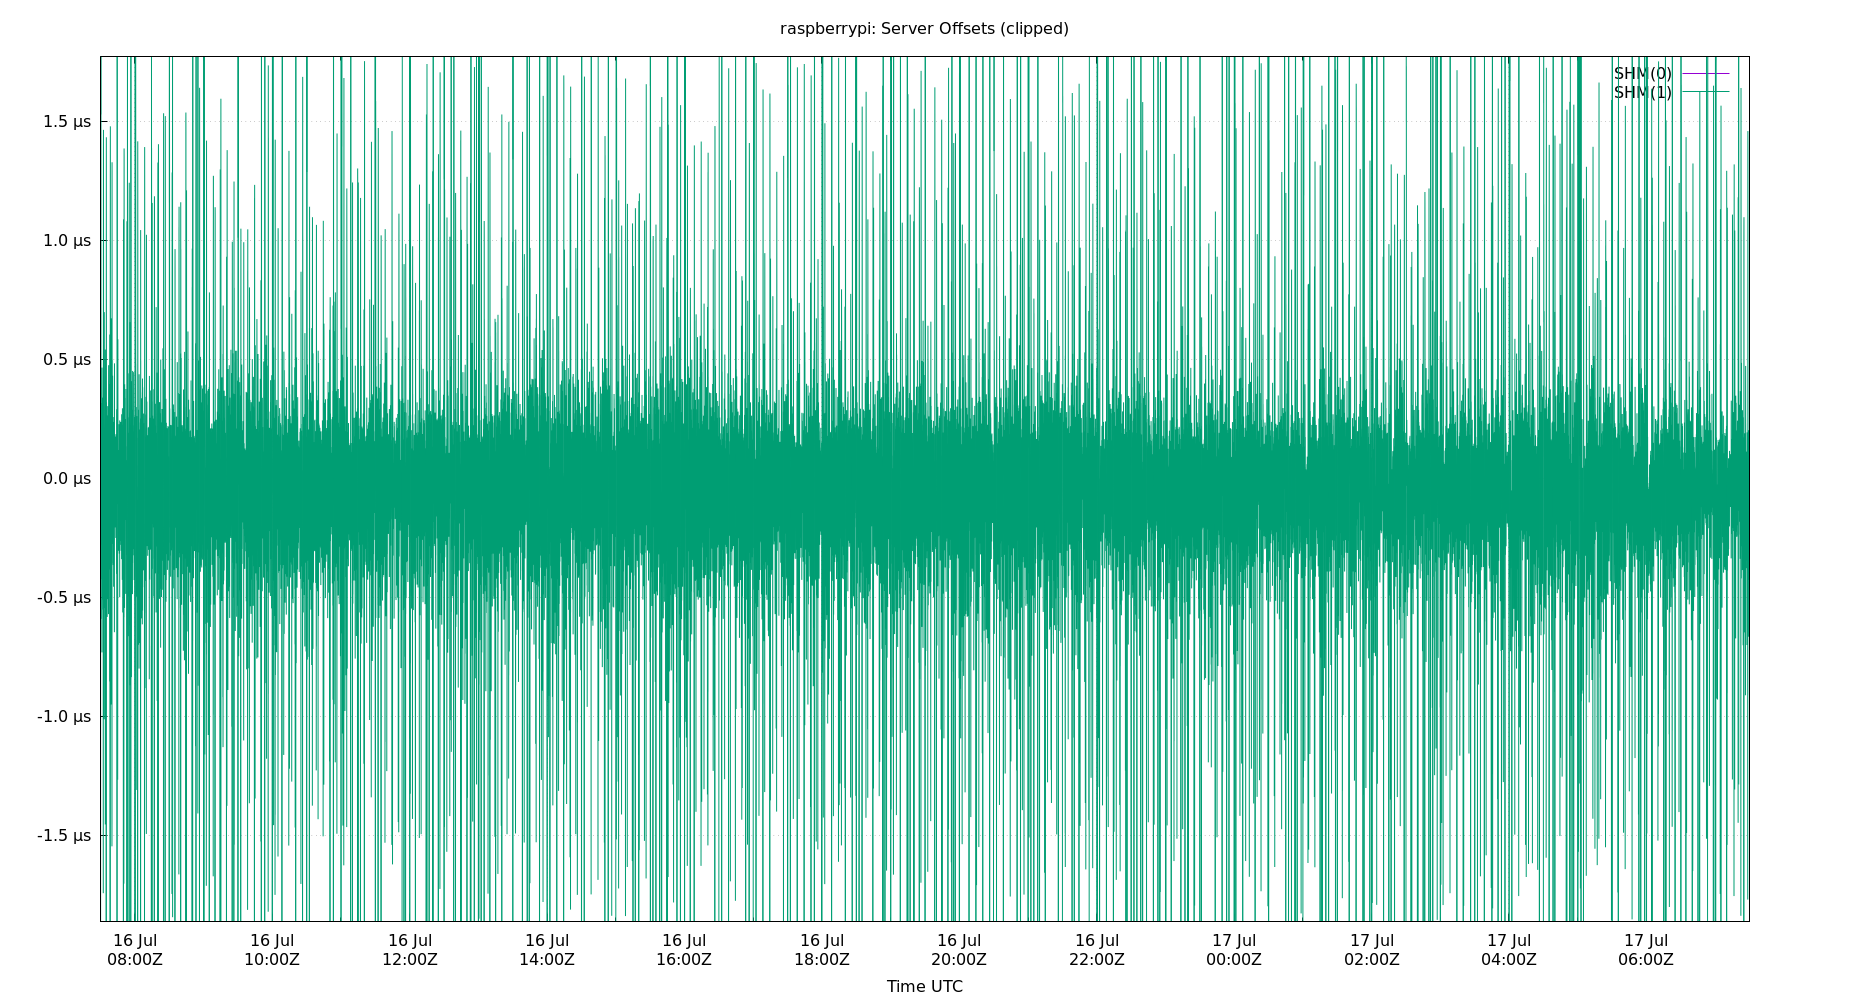 raspberrypi: Server Offsets (clipped)
SHM(0)
SHM(1)
1.5 µs
1.0 µs
0.5 µs
0.0 µs
-0.5 µs
-1.0 µs
-1.5 µs
16 Jul 16 Jul 16 Jul 16 Jul 16 Jul 16 Jul 16 Jul 16 Jul 17 Jul 17 Jul 17 Jul 17 Jul
08:00Z 10:00Z 12:00Z 14:00Z 16:00Z 18:00Z 20:00Z 22:00Z 00:00Z 02:00Z 04:00Z 06:00Z
Time UTC